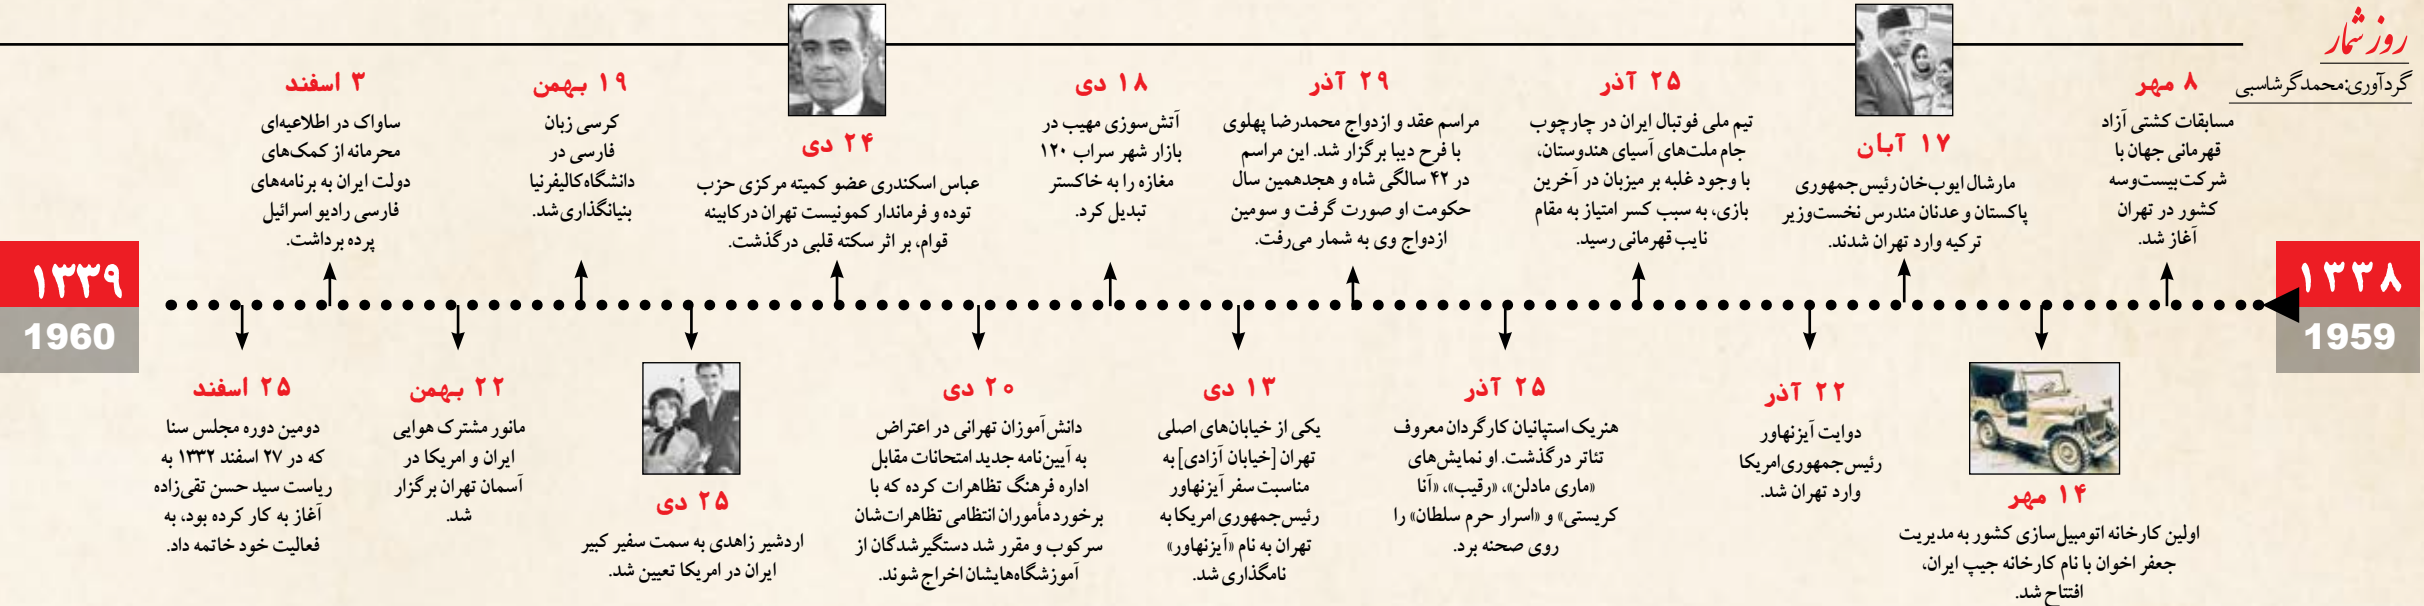 روز شمار
گردآوری:محمدگرشاسبی
۱۳۳۸
1959
۸ مهر
مسابقات کشتی آزاد
قهرمانی جهان با
شرکت‌بیست‌وسه
کشور در تهران
آغاز شد.
۱۴ مهر
اولین کارخانه اتومبیل‌سازی کشور به مدیریت
جعفر اخوان با نام کارخانه جیپ ایران،
افتتاح شد.
۱۷ آبان
مارشال ایوب‌خان رئیس‌جمهوری
پاکستان و عدنان مندرس نخست‌وزیر
ترکیه وارد تهران شدند.
۲۲ آذر
دوایت آیزنهاور
رئیس‌جمهوری‌امریکا
وارد تهران شد.
۲۵ آذر
تیم ملی فوتبال ایران در چارچوب
جام ملت‌های آسیای هندوستان،
با وجود غلبه بر میزبان در آخرین
بازی، به سبب کسر امتیاز به مقام
نایب قهرمانی رسید.
۲۵ آذر
هنریک استپانیان کارگردان معروف
تئاتر درگذشت. او نمایش‌های
«ماری مادلن»، «رقیب»، «آنا
کریستی» و «اسرار حرم سلطان» را
روی صحنه برد.
۲۹ آذر
مراسم عقد و ازدواج محمدرضا پهلوی
با فرح دیبا برگزار شد. این مراسم
در ۴۲ سالگی شاه و هجدهمین سال
حکومت او صورت گرفت و سومین
ازدواج وی به شمار می‌رفت.
۱۳ دی
یکی از خیابان‌های اصلی
تهران [خیابان آزادی] به
مناسبت سفر آیزنهاور
رئیس‌جمهوری امریکا به
تهران به نام «آیزنهاور»
نامگذاری شد.
۱۸ دی
آتش‌سوزی مهیب در
بازار شهر سراب ۱۲۰
مغازه را به خاکستر
تبدیل کرد.
۲۰ دی
دانش‌آموزان تهرانی در اعتراض
به آیین‌نامه جدید امتحانات مقابل
اداره فرهنگ تظاهرات کرده که با
برخورد مأموران انتظامی تظاهرات‌شان
سرکوب و مقرر شد دستگیرشدگان از
آموزشگاه‌هایشان اخراج شوند.
۲۴ دی
عباس اسکندری عضو کمیته مرکزی حزب
توده و فرماندار کمونیست تهران در کابینه
قوام، بر اثر سکته قلبی درگذشت.
۲۵ دی
اردشیر زاهدی به سمت سفیر کبیر
ایران در امریکا تعیین شد.
۱۹ بهمن
کرسی زبان
فارسی در
دانشگاه‌کالیفرنیا
بنیانگذاری‌شد.
۲۲ بهمن
مانور مشترک هوایی
ایران و امریکا در
آسمان تهران برگزار
شد.
۳ اسفند
ساواک در اطلاعیه‌ای
محرمانه از کمک‌های
دولت ایران به برنامه‌های
فارسی رادیو اسرائیل
پرده برداشت.
۲۵ اسفند
دومین دوره مجلس سنا
که در ۲۷ اسفند ۱۳۳۲ به
ریاست سید حسن تقی‌زاده
آغاز به کار کرده بود، به
فعالیت خود خاتمه داد.
۱۳۳۹
1960